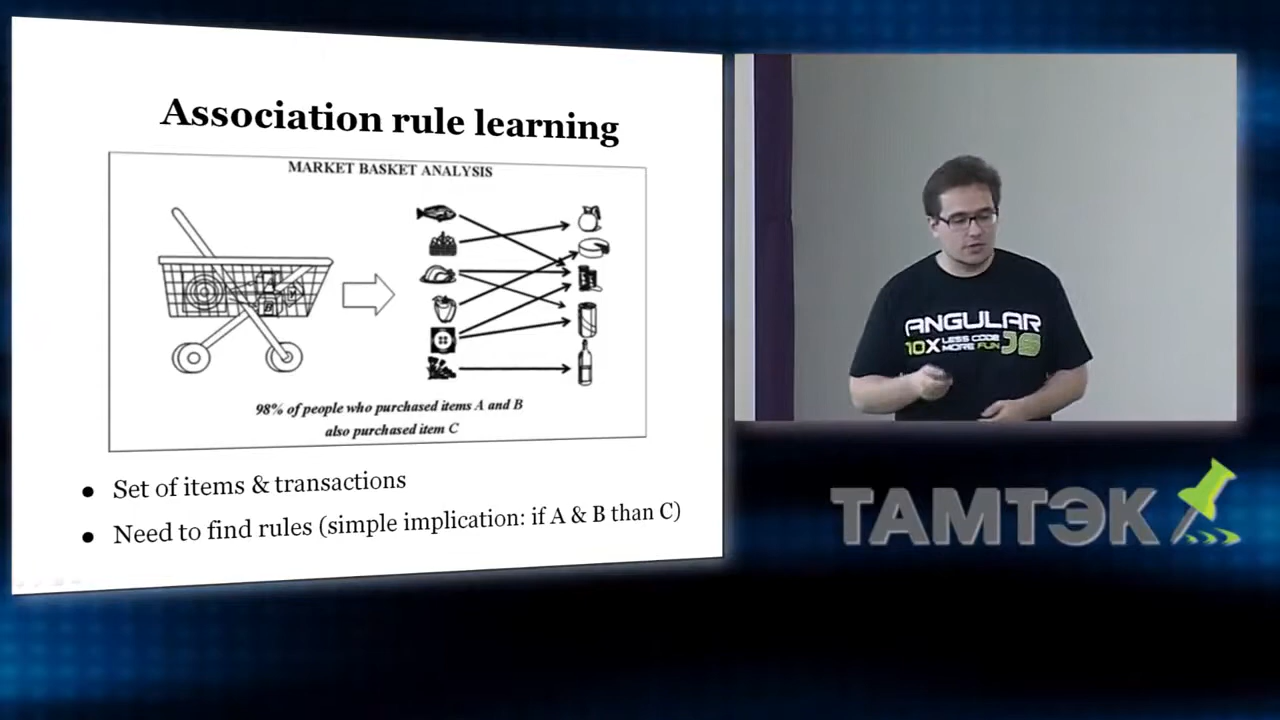 Association rule learning
MARKET BASKET ANALYSIS
98% of people who purchased items A and B
also purchased item C
● Set of items & transactions
● Need to find rules (simple implication: if A & B than C)
ANGULAR
10X LESS CODE
MORE FUN JS
ТАМТЭК